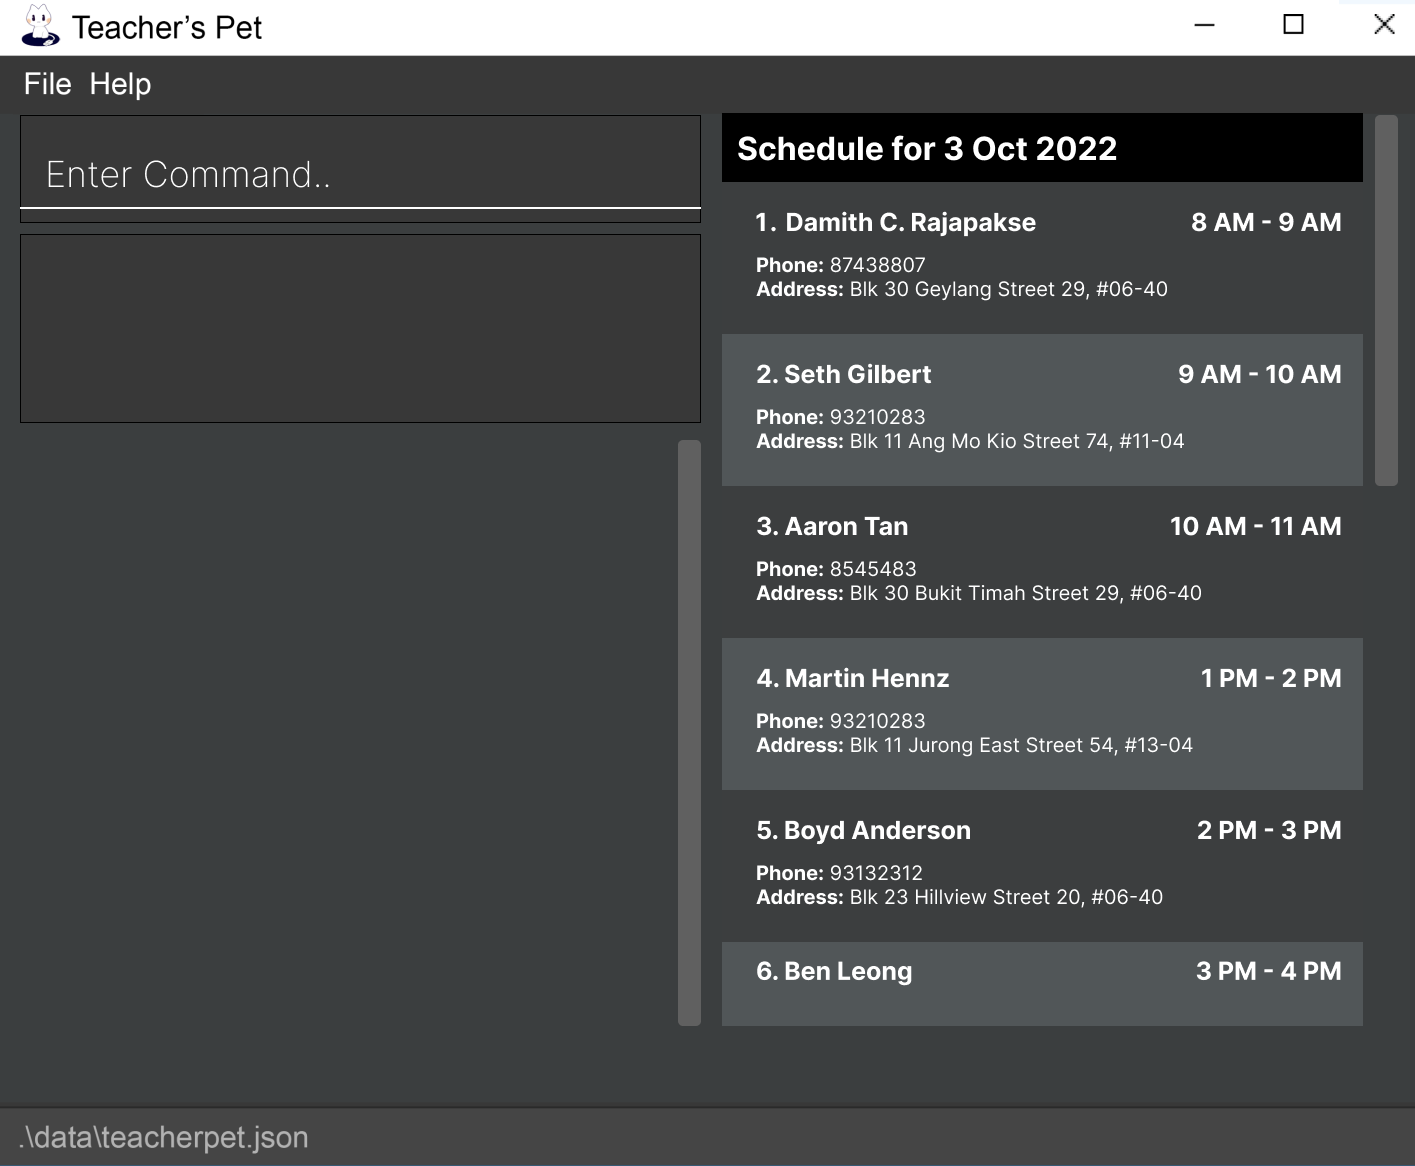 Teacher’s Pet
File Help
Enter Command..
Schedule for 3 Oct 2022
1. Damith C. Rajapakse 8 AM - 9 AM
Phone: 87438807
Address: Blk 30 Geylang Street 29, #06-40
2. Seth Gilbert 9 AM - 10 AM
Phone: 93210283
Address: Blk 11 Ang Mo Kio Street 74, #11-04
3. Aaron Tan 10 AM - 11 AM
Phone: 8545483
Address: Blk 30 Bukit Timah Street 29, #06-40
4. Martin Hennz 1 PM - 2 PM
Phone: 93210283
Address: Blk 11 Jurong East Street 54, #13-04
5. Boyd Anderson 2 PM - 3 PM
Phone: 93132312
Address: Blk 23 Hillview Street 20, #06-40
6. Ben Leong 3 PM - 4 PM
.\data\teacherpet.json